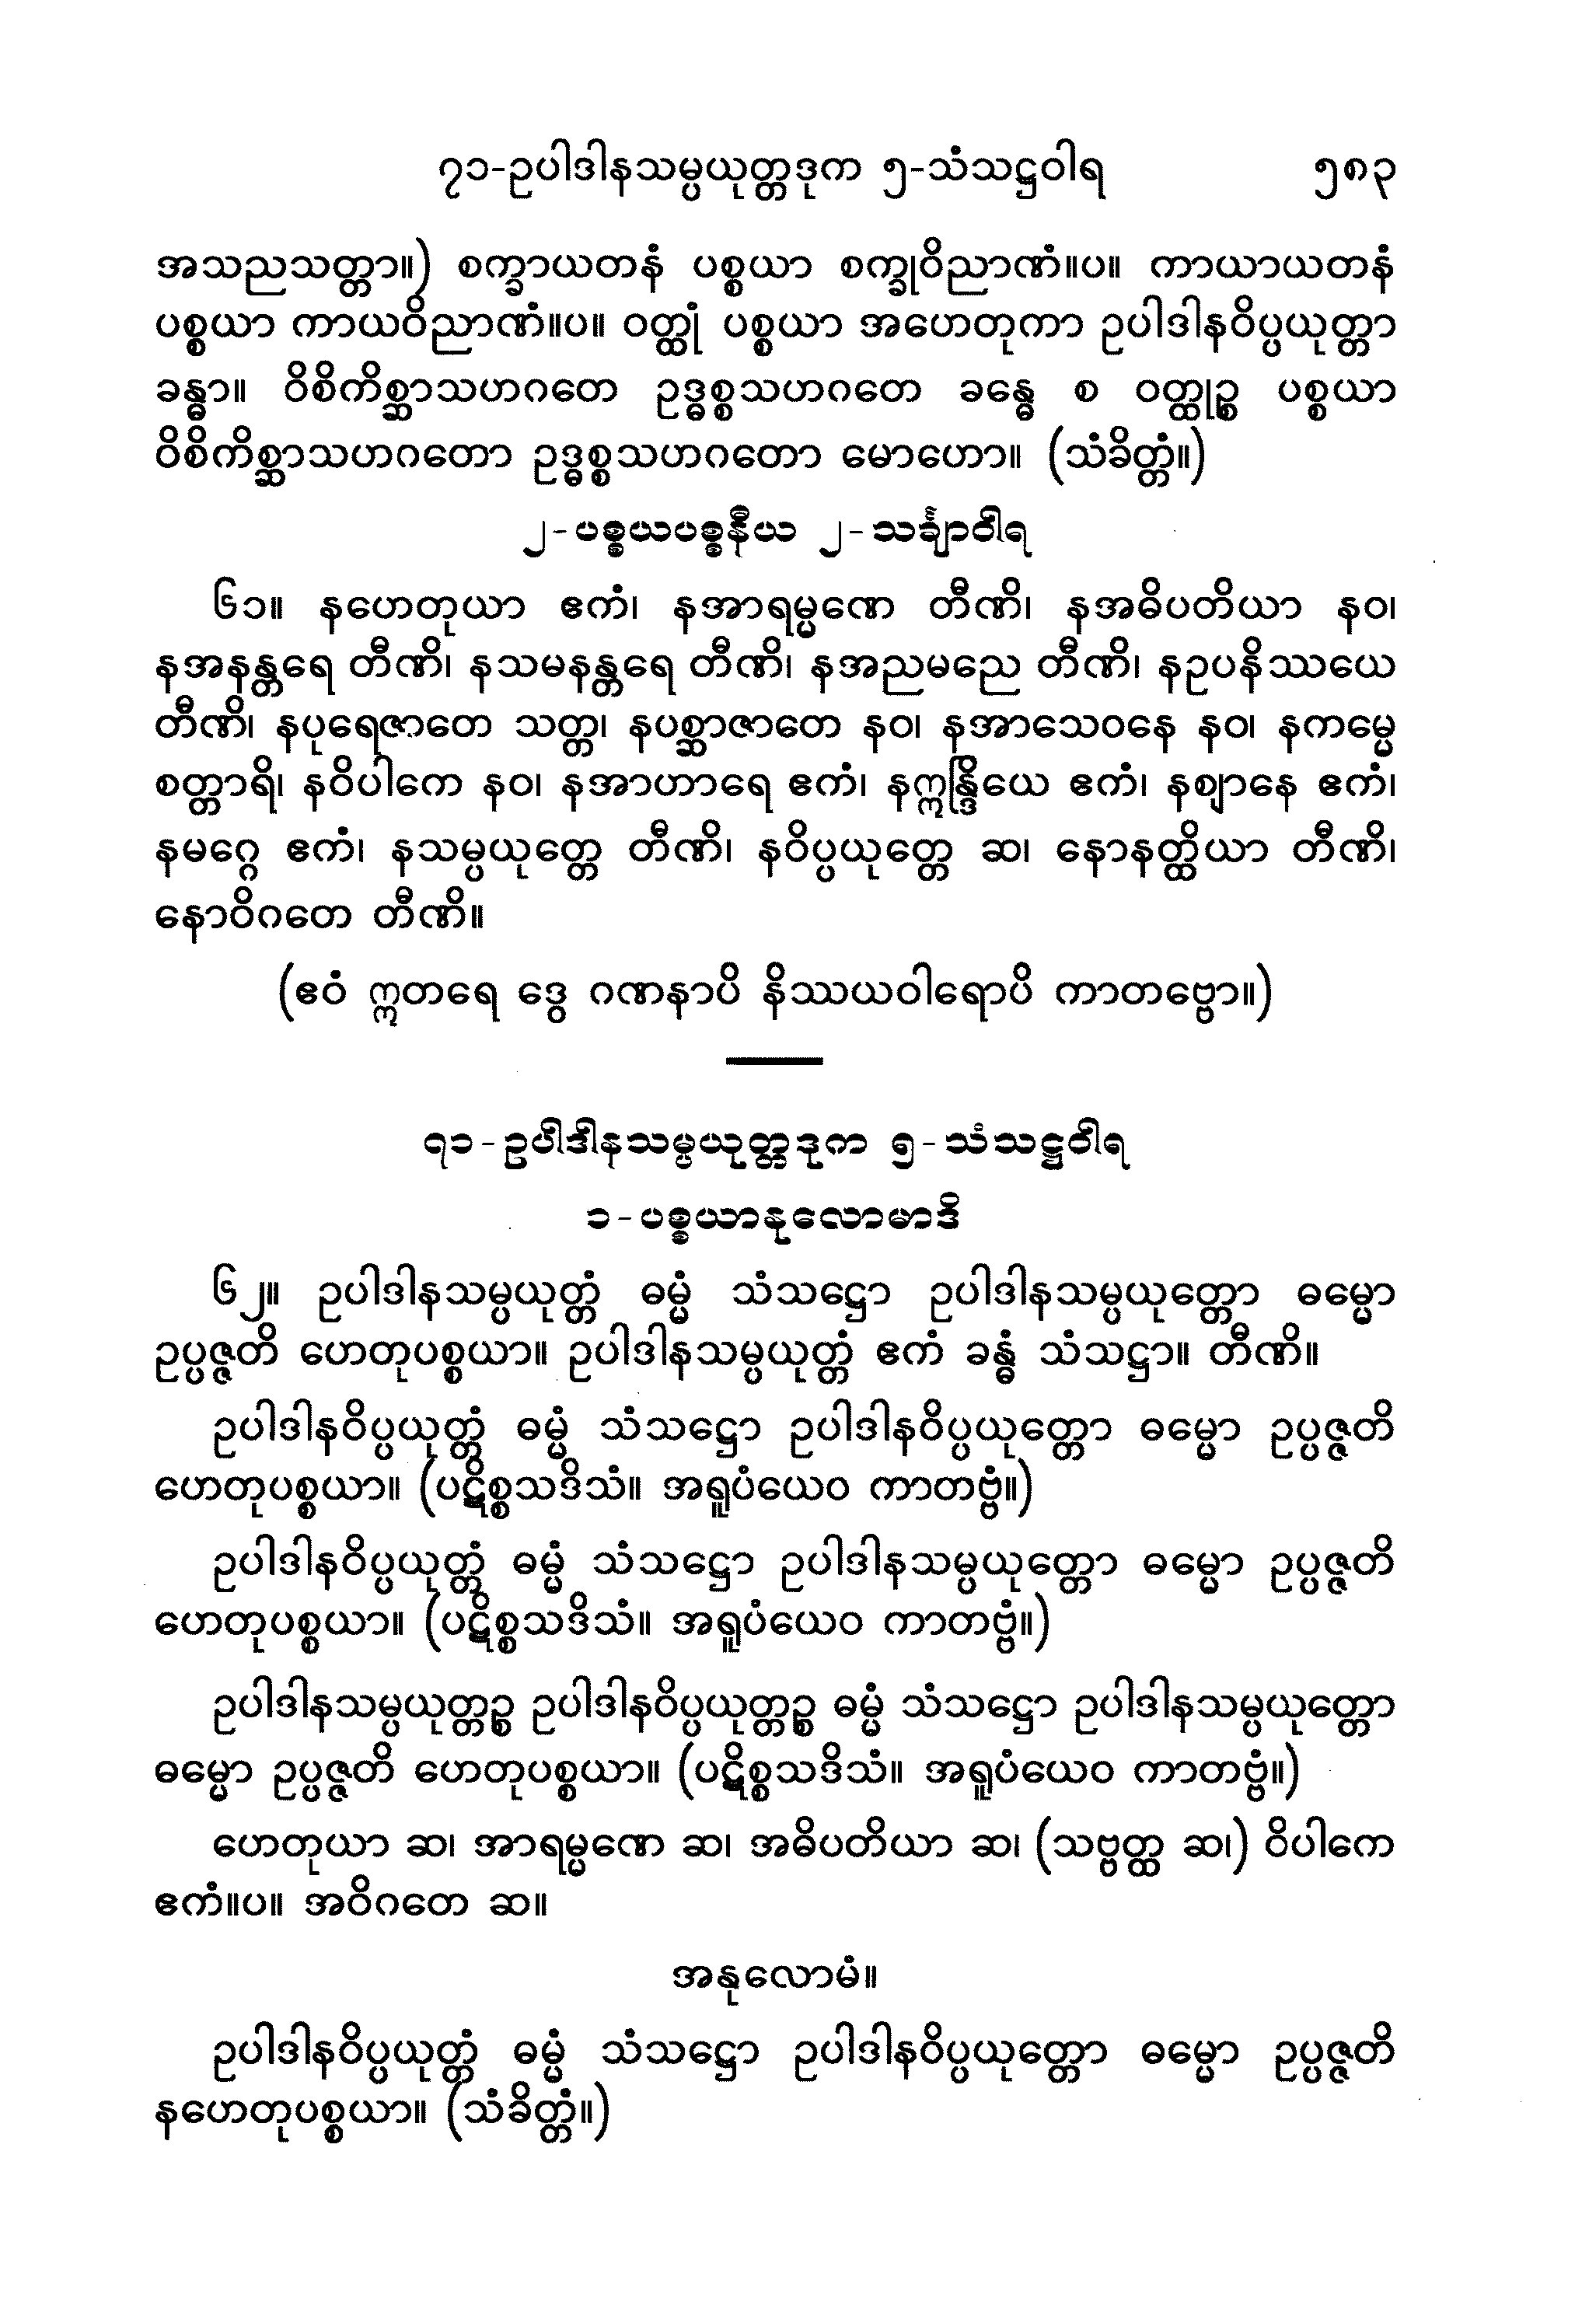 ၇၁-ဥပါဒါနသမ္ပယုတ္တဒုက ၅-သံသဋ္ဌဝါရ ၅၈၃
အသညသတ္တာ။) စက္ခာယတနံ ပစ္စယာ စက္ခုဝိညာဏံ။ပ။ ကာယာယတနံ
ပစ္စယာ ကာယဝိညာဏံ။ပ။ ဝတ္ထုံ ပစ္စယာ အဟေတုကာ ဥပါဒါနဝိပ္ပယုတ္တာ
ခန္ဓာ။ ဝိစိကိစ္ဆာသဟဂတေ ဥဒ္ဓစ္စသဟဂတေ ခန္ဓေ စ ဝတ္ထုဉ္စ ပစ္စယာ
ဝိစိကိစ္ဆာသဟဂတော ဥဒ္ဓစ္စသဟဂတော မောဟော။ (သံခိတ္တံ။)
၂-ပစ္စယပစ္စနီယ ၂-သင်္ချာဝါရ
၆၁။ နဟေတုယာ ဧကံ၊ နအာရမ္မဏေ တီဏိ၊ နအဓိပတိယာ နဝ၊
နအနန္တရေ တီဏိ၊ နသမနန္တရေ တီဏိ၊ နအညမညေ တီဏိ၊ နဥပနိဿယေ
တီဏိ၊ နပုရေဇာတေ သတ္တ၊ နပစ္ဆာဇာတေ နဝ၊ နအာသေဝနေ နဝ၊ နကမ္မေ
စတ္တာရိ၊ နဝိပါကေ နဝ၊ နအာဟာရေ ဧကံ၊ နဣန္ဒြိယေ ဧကံ၊ နဈာနေ ဧကံ၊
နမဂ္ဂေ ဧကံ၊ နသမ္ပယုတ္တေ တီဏိ၊ နဝိပ္ပယုတ္တေ ဆ၊ နောနတ္ထိယာ တီဏိ၊
နောဝိဂတေ တီဏိ။
(ဧဝံ ဣတရေ ဒွေ ဂဏနာပိ နိဿယဝါရောပိ ကာတဗ္ဗော။)
၇၁-ဥပါဒါနသမ္ပယုတ္တဒုက ၅-သံသဋ္ဌဝါရ
၁-ပစ္စယာနုလောမာဒိ
၆၂။ ဥပါဒါနသမ္ပယုတ္တံ ဓမ္မံ သံသဋ္ဌော ဥပါဒါနသမ္ပယုတ္တော ဓမ္မော
ဥပ္ပဇ္ဇတိ ဟေတုပစ္စယာ။ ဥပါဒါနသမ္ပယုတ္တံ ဧကံ ခန္ဓံ သံသဋ္ဌာ။ တီဏိ။
ဥပါဒါနဝိပ္ပယုတ္တံ ဓမ္မံ သံသဋ္ဌော ဥပါဒါနဝိပ္ပယုတ္တော ဓမ္မော ဥပ္ပဇ္ဇတိ
ဟေတုပစ္စယာ။ (ပဋိစ္စသဒိသံ။ အရူပံယေဝ ကာတဗ္ဗံ။)
ဥပါဒါနဝိပ္ပယုတ္တံ ဓမ္မံ သံသဋ္ဌော ဥပါဒါနသမ္ပယုတ္တော ဓမ္မော ဥပ္ပဇ္ဇတိ
ဟေတုပစ္စယာ။ (ပဋိစ္စသဒိသံ။ အရူပံယေဝ ကာတဗ္ဗံ။)
ဥပါဒါနသမ္ပယုတ္တဉ္စ ဥပါဒါနဝိပ္ပယုတ္တဉ္စ ဓမ္မံ သံသဋ္ဌော ဥပါဒါနသမ္ပယုတ္တော
ဓမ္မော ဥပ္ပဇ္ဇတိ ဟေတုပစ္စယာ။ (ပဋိစ္စသဒိသံ။ အရူပံယေဝ ကာတဗ္ဗံ။)
ဟေတုယာ ဆ၊ အာရမ္မဏေ ဆ၊ အဓိပတိယာ ဆ၊ (သဗ္ဗတ္ထ ဆ၊) ဝိပါကေ
ဧကံ။ပ။ အဝိဂတေ ဆ။
အနုလောမံ။
ဥပါဒါနဝိပ္ပယုတ္တံ ဓမ္မံ သံသဋ္ဌော ဥပါဒါနဝိပ္ပယုတ္တော ဓမ္မော ဥပ္ပဇ္ဇတိ
နဟေတုပစ္စယာ။ (သံခိတ္တံ။)